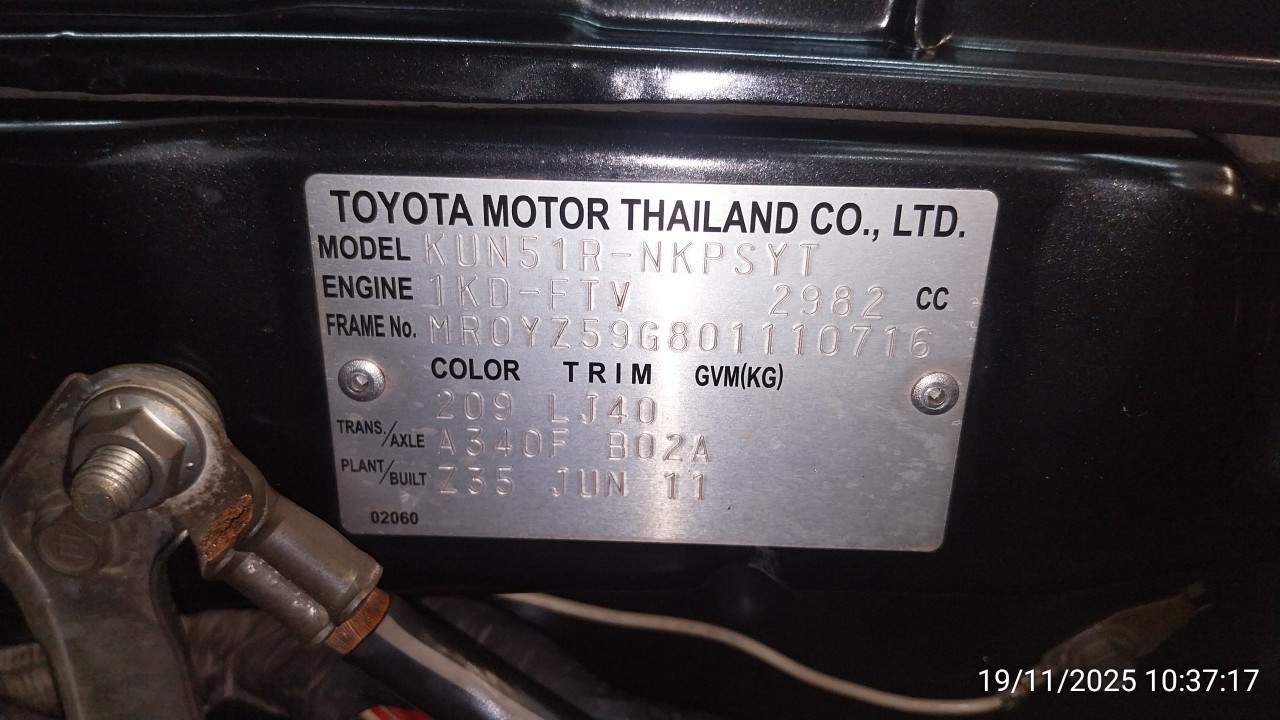 TOYOTA MOTOR THAILAND CO., LTD.
MODEL KUN51R-NKPSYT
ENGINE 1KD-FTV 2982 CC
FRAME No. MR0YZ59G801110716
COLOR TRIM GVM(KG)
209 LJ40
TRANS./AXLE A340F B02A
PLANT/BUILT Z35 JUN 11
02060
19/11/2025 10:37:17